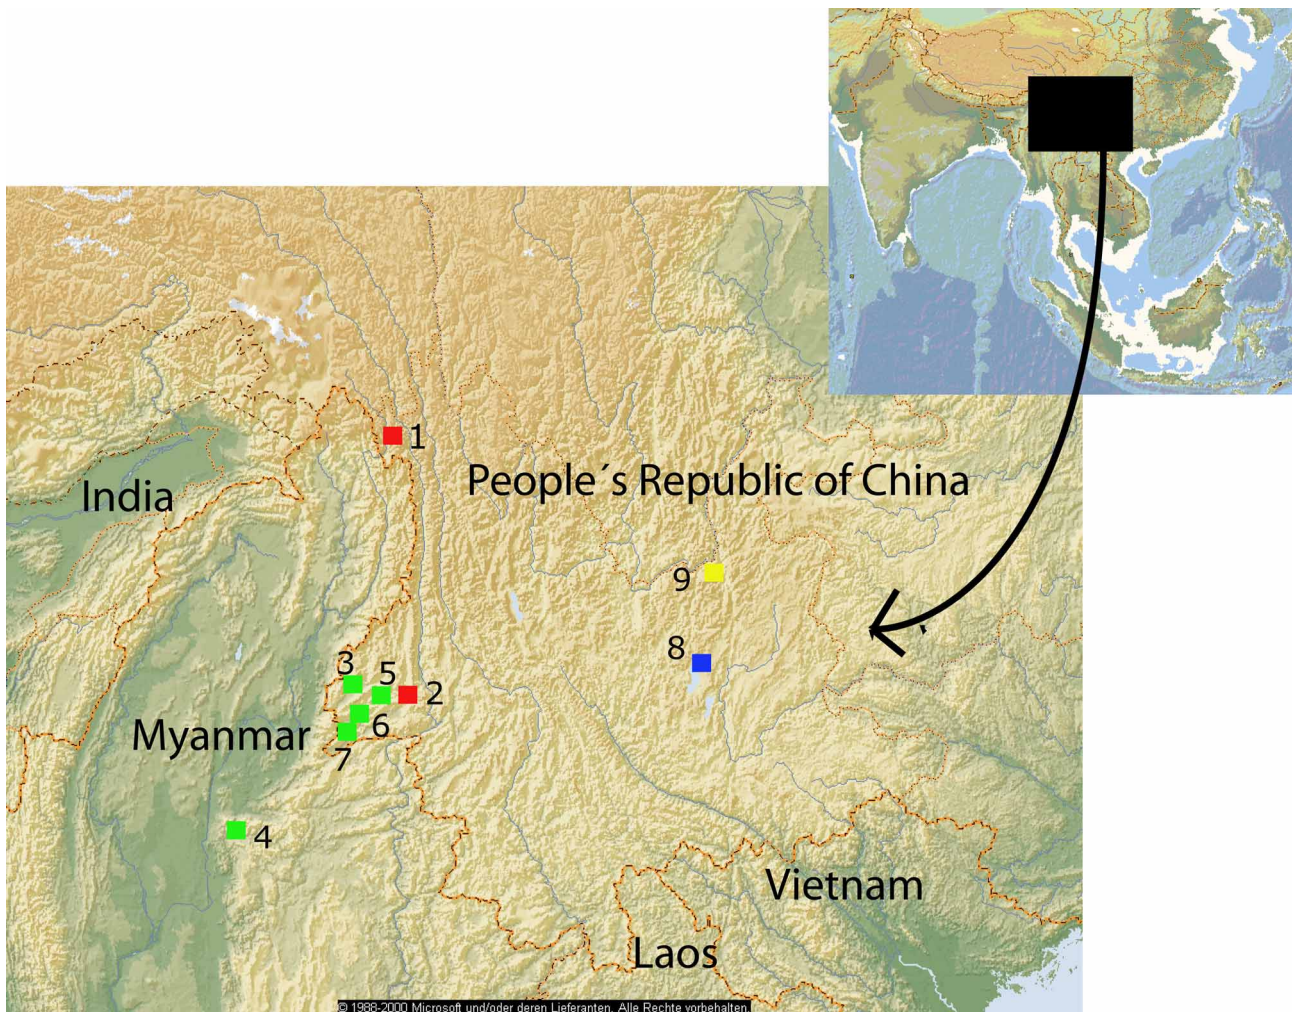 1
People´s Republic of China
India
9
8
3
5
2
6
Myanmar
7
4
Vietnam
Laos
© 1988-2000 Microsoft und/oder deren Lieferanten. Alle Rechte vorbehalten.